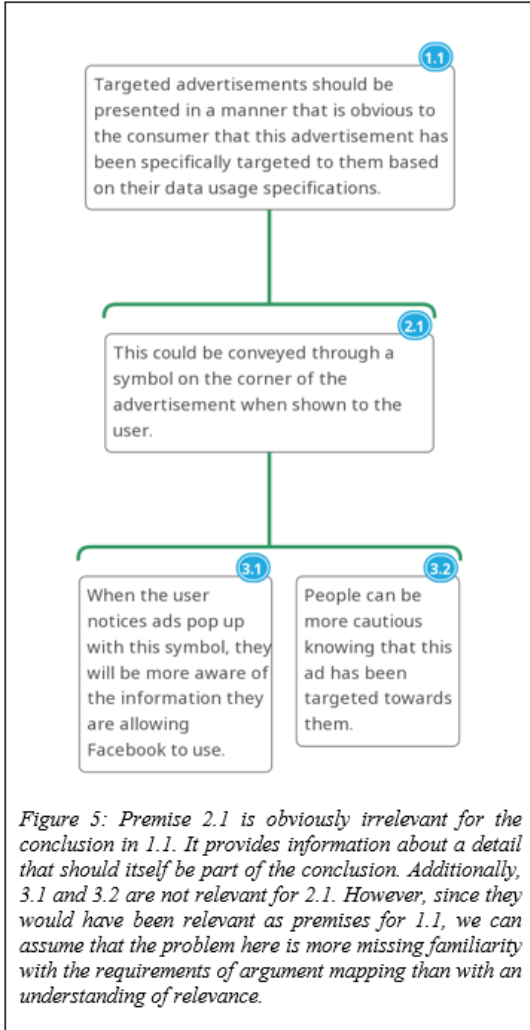 1.1
Targeted advertisements should be
presented in a manner that is obvious to
the consumer that this advertisement has
been specifically targeted to them based
on their data usage specifications.
2.1
This could be conveyed through a
symbol on the corner of the
advertisement when shown to the
user.
3.1
When the user
notices ads pop up
with this symbol, they
will be more aware of
the information they
are allowing
Facebook to use.
3.2
People can be
more cautious
knowing that this
ad has been
targeted towards
them.
Figure 5: Premise 2.1 is obviously irrelevant for the
conclusion in 1.1. It provides information about a detail
that should itself be part of the conclusion. Additionally,
3.1 and 3.2 are not relevant for 2.1. However, since they
would have been relevant as premises for 1.1, we can
assume that the problem here is more missing familiarity
with the requirements of argument mapping than with an
understanding of relevance.